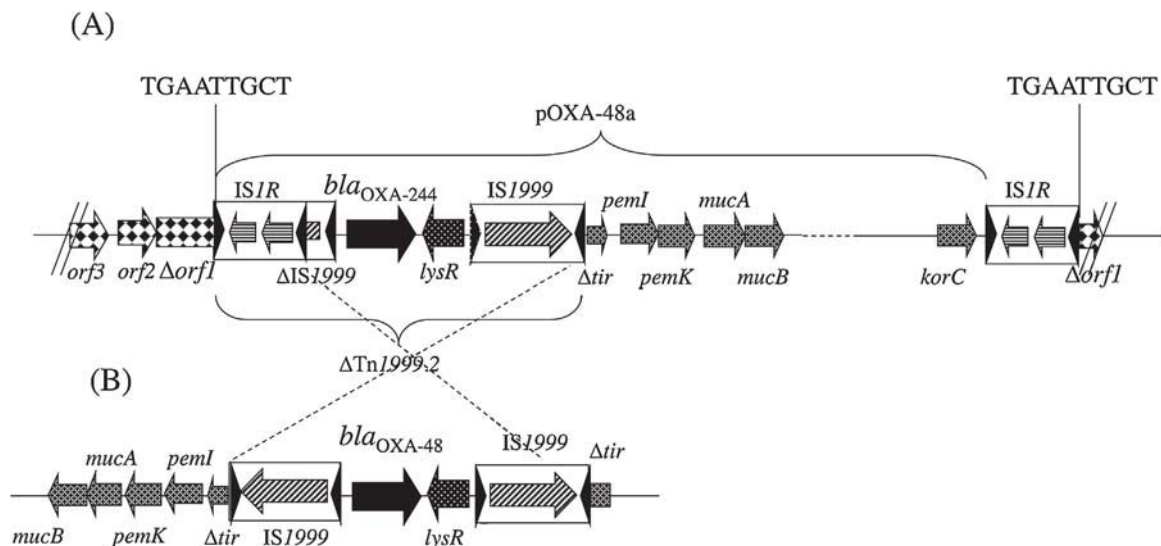 (A)
TGAATTGCT TGAATTGCT
pOXA-48a
IS1R blaOXA-244 IS1999 pemI mucA IS1R
orf3 orf2 Δorf1 ΔIS1999 lysR Δtir pemK mucB korC Δorf1
ΔTn1999.2
(B)
mucA pemI blaOXA-48 IS1999 Δtir
mucB pemK Δtir IS1999 lysR